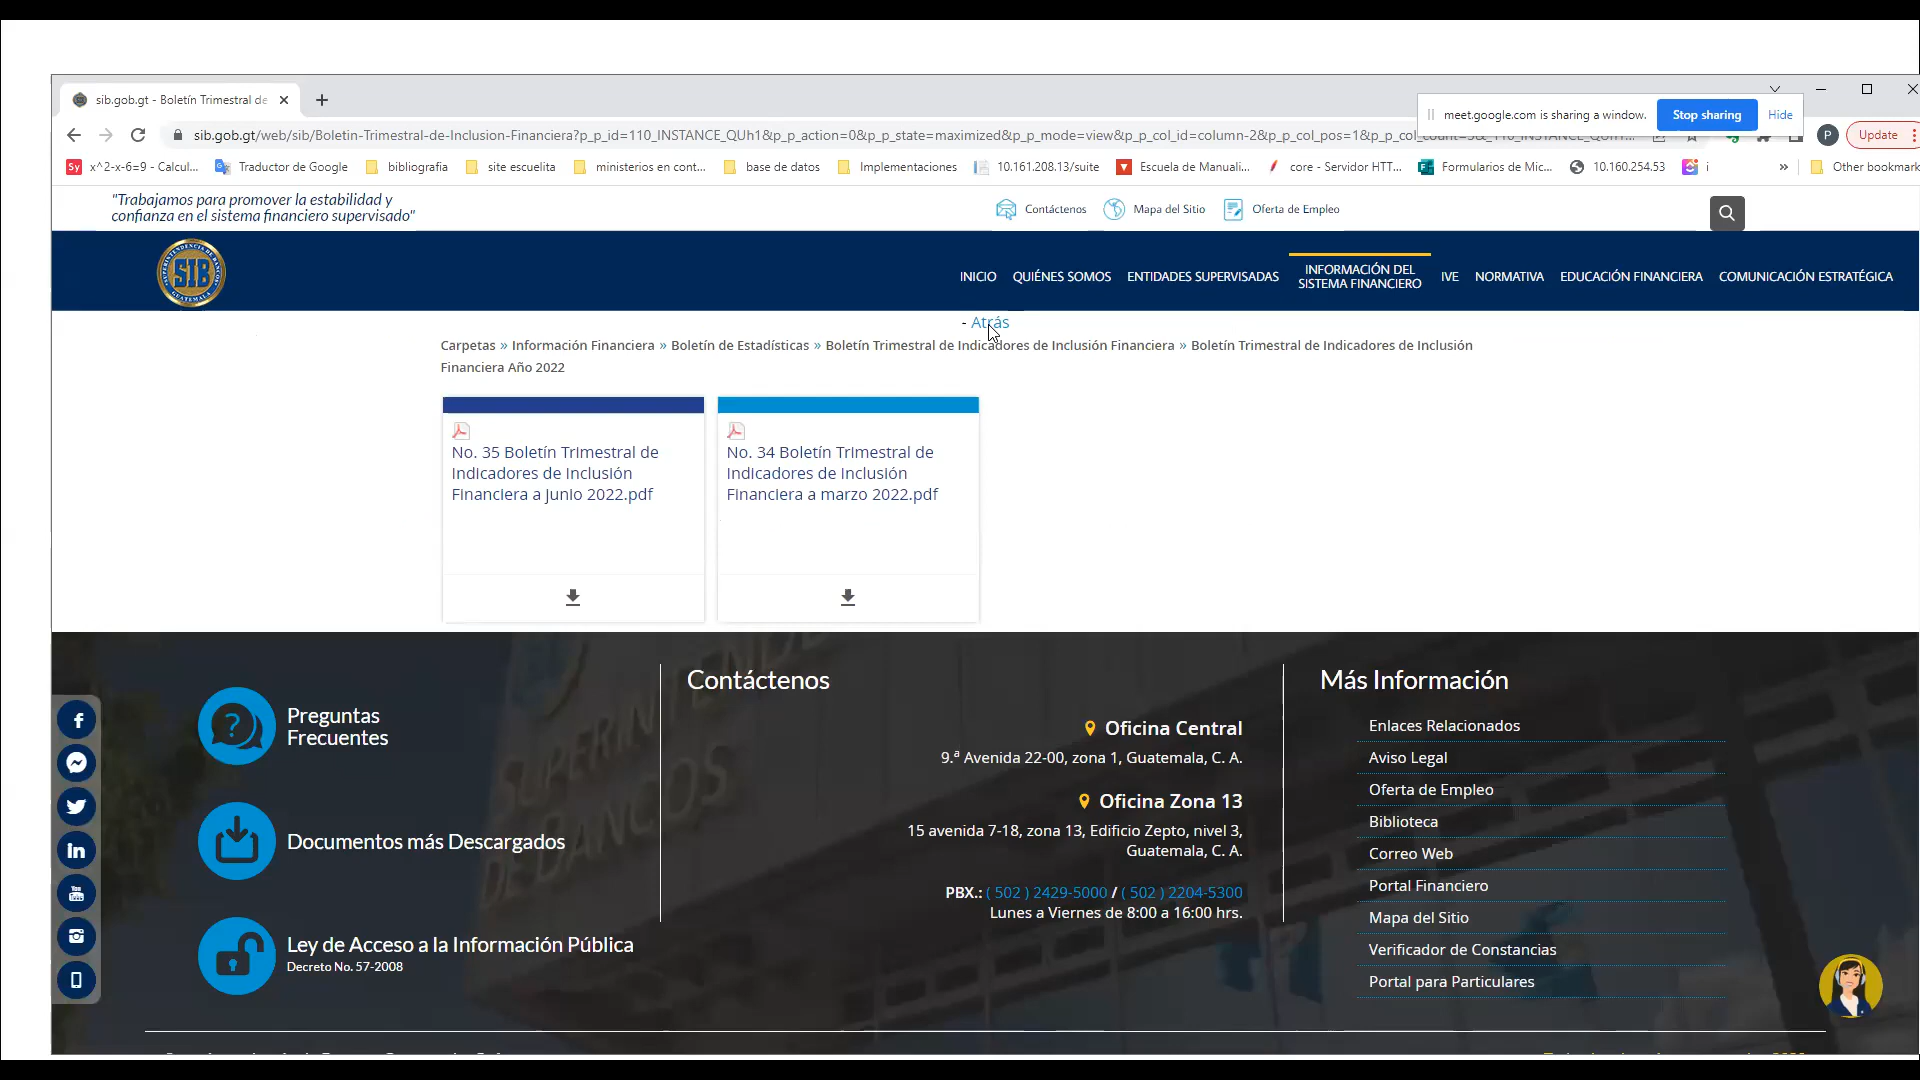 sib.gob.gt - Boletín Trimestral de
meet.google.com is sharing a window.
Stop sharing
Hide
sib.gob.gt/web/sib/Boletin-Trimestral-de-Inclusion-Financiera?p_p_id=110_INSTANCE_QUh1&p_p_action=0&p_p_state=maximized&p_p_mode=view&p_p_col_id=column-2&p_p_col_pos=1&p_p_col_count=
P
Update
x^2-x-6=9 - Calcul...
Traductor de Google
bibliografia
site escuelita
ministerios en cont...
base de datos
Implementaciones
10.161.208.13/suite
Escuela de Manuali...
core - Servidor HTT...
Formularios de Mic...
10.160.254.53
i
»
Other bookmark
"Trabajamos para promover la estabilidad y
confianza en el sistema financiero supervisado"
Contáctenos
Mapa del Sitio
Oferta de Empleo
SIB
INICIO
QUIÉNES SOMOS
ENTIDADES SUPERVISADAS
INFORMACIÓN DEL
SISTEMA FINANCIERO
IVE
NORMATIVA
EDUCACIÓN FINANCIERA
COMUNICACIÓN ESTRATÉGICA
- Atrás
Carpetas » Información Financiera » Boletín de Estadísticas » Boletín Trimestral de Indicadores de Inclusión Financiera » Boletín Trimestral de Indicadores de Inclusión
Financiera Año 2022
No. 35 Boletín Trimestral de
Indicadores de Inclusión
Financiera a Junio 2022.pdf
No. 34 Boletín Trimestral de
Indicadores de Inclusión
Financiera a marzo 2022.pdf
Preguntas
Frecuentes
Documentos más Descargados
Ley de Acceso a la Información Pública
Decreto No. 57-2008
Contáctenos
Oficina Central
9.ª Avenida 22-00, zona 1, Guatemala, C. A.
Oficina Zona 13
15 avenida 7-18, zona 13, Edificio Zepto, nivel 3,
Guatemala, C. A.
PBX.: ( 502 ) 2429-5000 / ( 502 ) 2204-5300
Lunes a Viernes de 8:00 a 16:00 hrs.
Más Información
Enlaces Relacionados
Aviso Legal
Oferta de Empleo
Biblioteca
Correo Web
Portal Financiero
Mapa del Sitio
Verificador de Constancias
Portal para Particulares